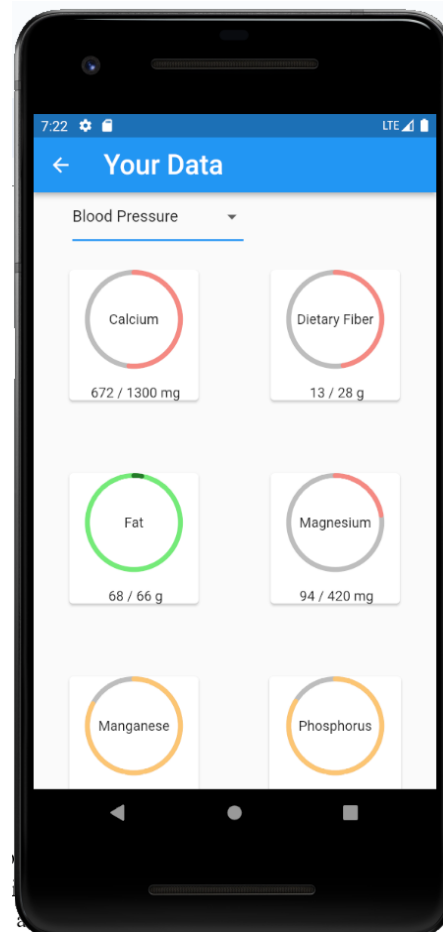 7:22 LTE
Your Data
Blood Pressure
Calcium Dietary Fiber
672 / 1300 mg 13 / 28 g
Fat Magnesium
68 / 66 g 94 / 420 mg
Manganese Phosphorus